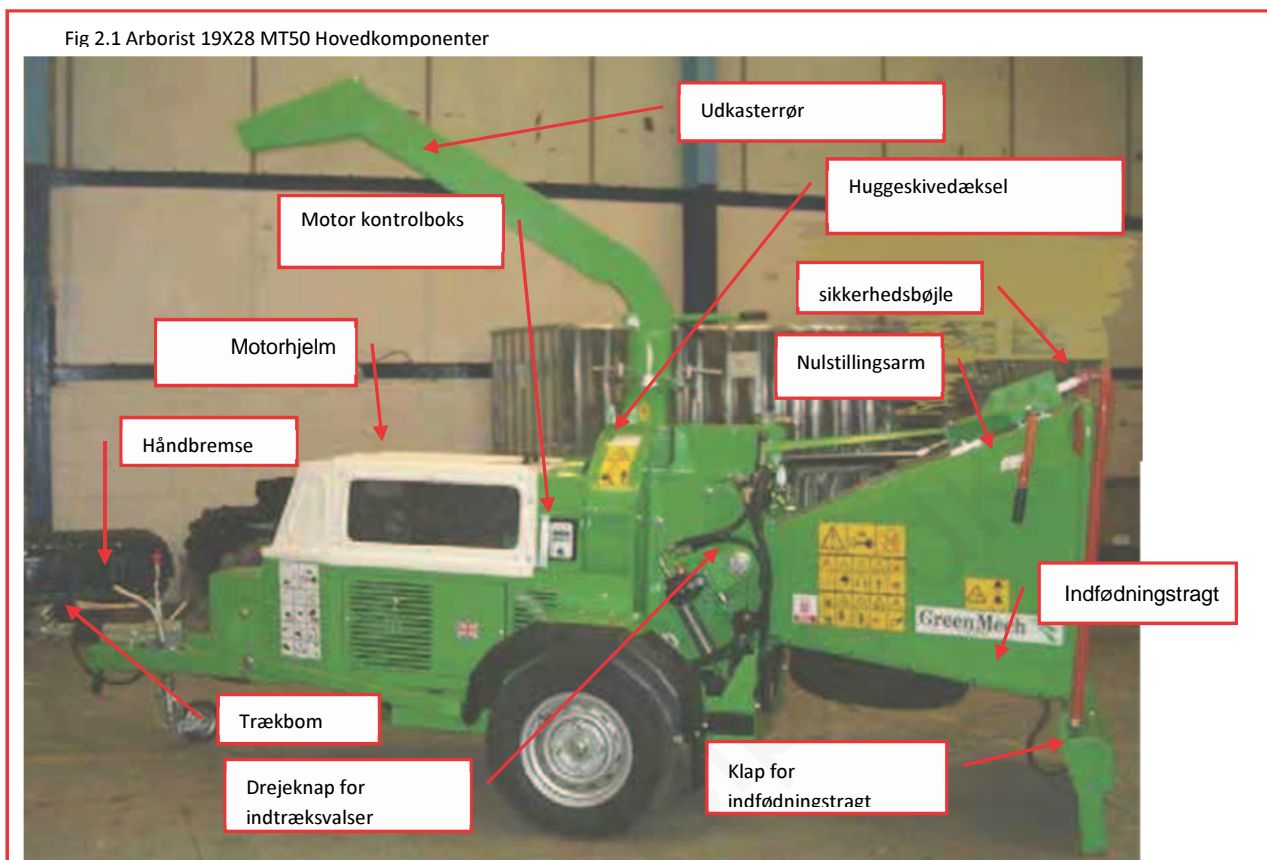 Fig 2.1 Arborist 19X28 MT50 Hovedkomponenter
Udkasterrør
Huggeskivedæksel
Motor kontrolboks
sikkerhedsbøjle
Motorhjelm
Nulstillingsarm
Håndbremse
Indfødningstragt
GreenMech
Trækbom
Drejeknap for
indtræksvalser
Klap for
indfødningstragt